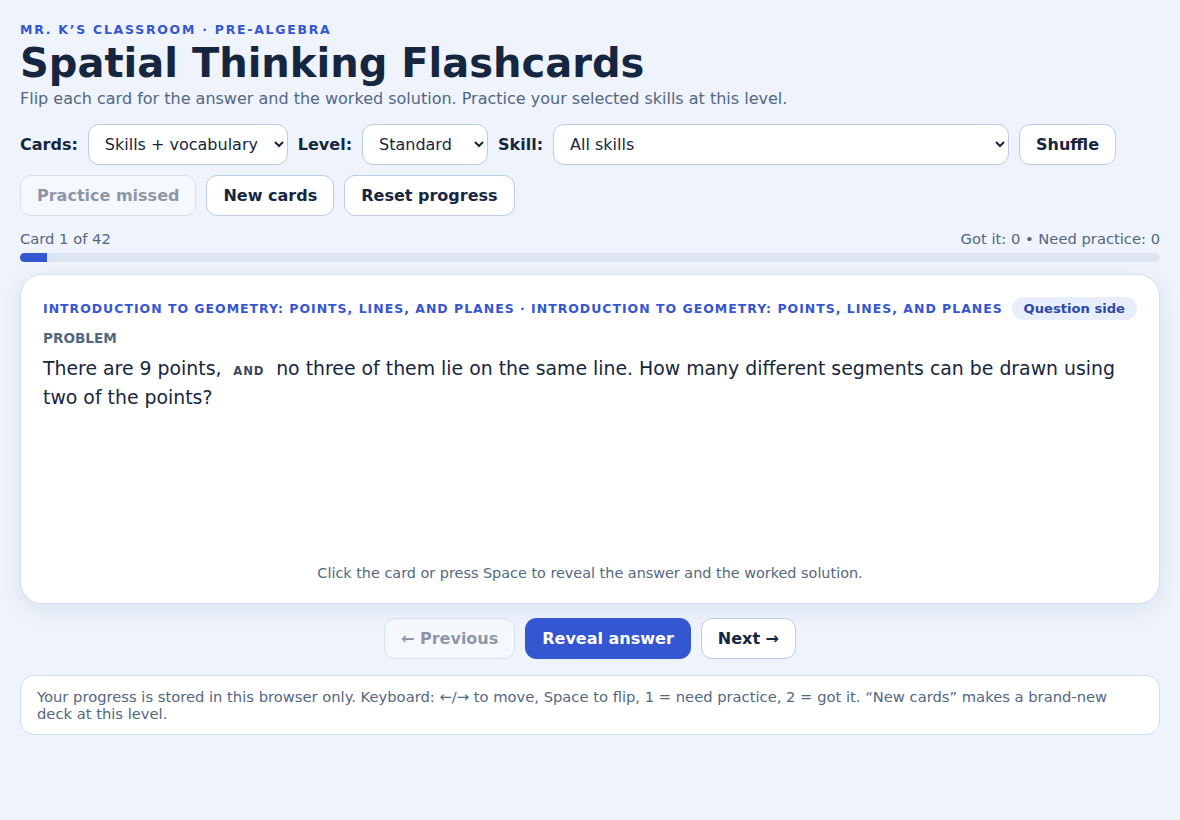 MR. K’S CLASSROOM · PRE-ALGEBRA
Spatial Thinking Flashcards
Flip each card for the answer and the worked solution. Practice your selected skills at this level.
Cards: Skills + vocabulary Level: Standard Skill: All skills Shuffle
Practice missed New cards Reset progress
Card 1 of 42 Got it: 0 • Need practice: 0
INTRODUCTION TO GEOMETRY: POINTS, LINES, AND PLANES · INTRODUCTION TO GEOMETRY: POINTS, LINES, AND PLANES Question side
PROBLEM
There are 9 points, AND no three of them lie on the same line. How many different segments can be drawn using
two of the points?
Click the card or press Space to reveal the answer and the worked solution.
← Previous Reveal answer Next →
Your progress is stored in this browser only. Keyboard: ←/→ to move, Space to flip, 1 = need practice, 2 = got it. “New cards” makes a brand-new
deck at this level.